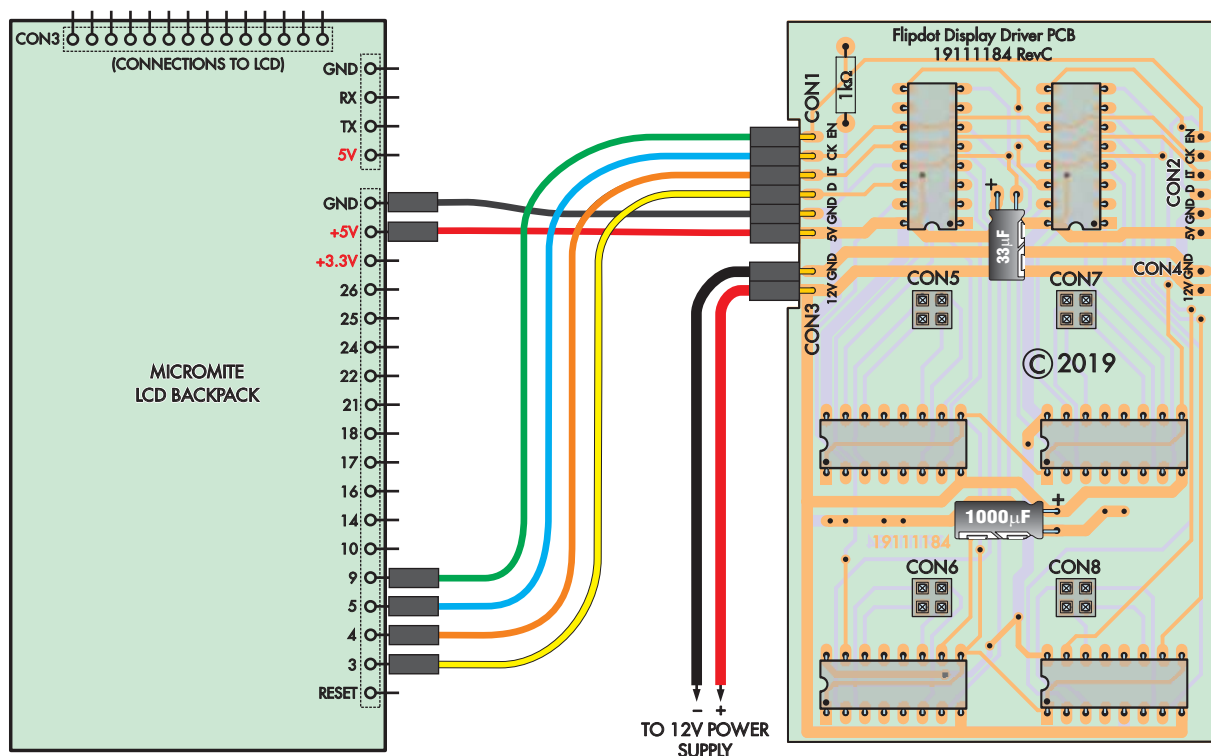 CON3
(CONNECTIONS TO LCD)
GND
RX
TX
5V
GND
+5V
+3.3V
26
25
24
22
21
18
17
16
14
10
9
5
4
3
RESET
MICROMITE
LCD BACKPACK
− +
TO 12V POWER
SUPPLY
Flipdot Display Driver PCB
19111184 RevC
1kΩ
CON1
EN
CK
LT
D
GND
5V
GND
12V
CON3
CON2
EN
CK
LT
D
GND
5V
CON4
GND
12V
+
33µF
CON5
CON7
© 2019
+
1000µF
19111184
CON6
CON8